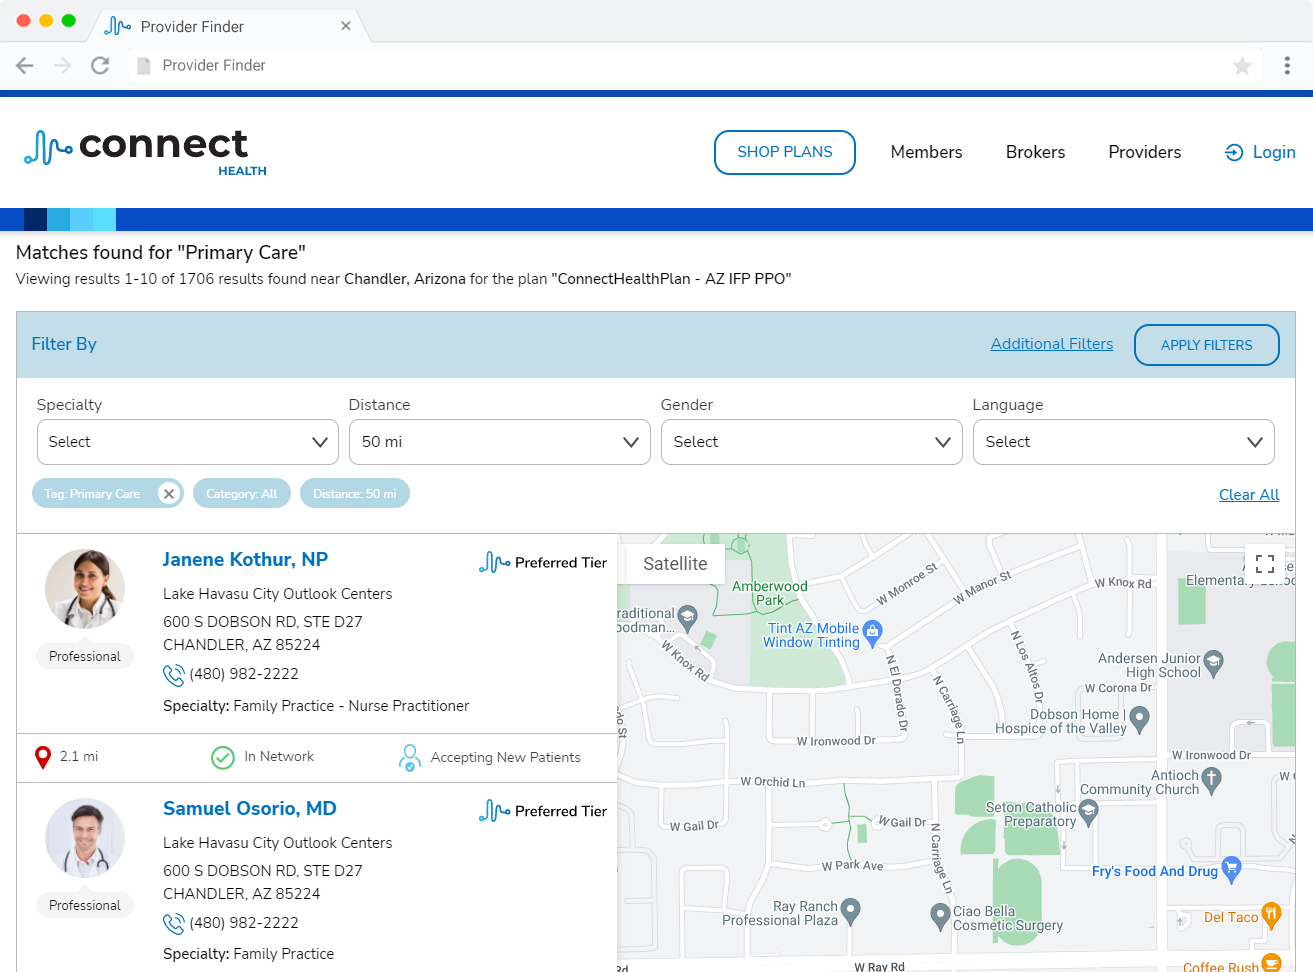 Provider Finder
Provider Finder
connect
HEALTH
SHOP PLANS
Members
Brokers
Providers
Login
Matches found for "Primary Care"
Viewing results 1-10 of 1706 results found near Chandler, Arizona for the plan "ConnectHealthPlan - AZ IFP PPO"
Filter By
Additional Filters
APPLY FILTERS
Specialty
Distance
Gender
Language
Select
50 mi
Select
Select
Tag: Primary Care
Category: All
Distance: 50 mi
Clear All
Janene Kothur, NP
Preferred Tier
Lake Havasu City Outlook Centers
600 S DOBSON RD, STE D27
CHANDLER, AZ 85224
Professional
(480) 982-2222
Specialty: Family Practice - Nurse Practitioner
2.1 mi
In Network
Accepting New Patients
Samuel Osorio, MD
Preferred Tier
Lake Havasu City Outlook Centers
600 S DOBSON RD, STE D27
CHANDLER, AZ 85224
Professional
(480) 982-2222
Specialty: Family Practice
Satellite
Amberwood
Park
W Monroe St
W Manor St
W Knox Rd
Elementary
raditional
oodman...
Tint AZ Mobile
Window Tinting
W Knox Rd
N El Dorado Dr
N Los Altos Dr
N Carriage Ln
Andersen Junior
High School
W Corona Dr
Dobson Home |
Hospice of the Valley
W Ironwood Dr
W Ironwood Dr
W Orchid Ln
Antioch
Community Church
Seton Catholic
Preparatory
W Gail Dr
W Gail Dr
N Carriage Ln
W Park Ave
Fry's Food And Drug
Ray Ranch
Professional Plaza
Ciao Bella
Cosmetic Surgery
Del Taco
W Ray Rd
Coffee Rush